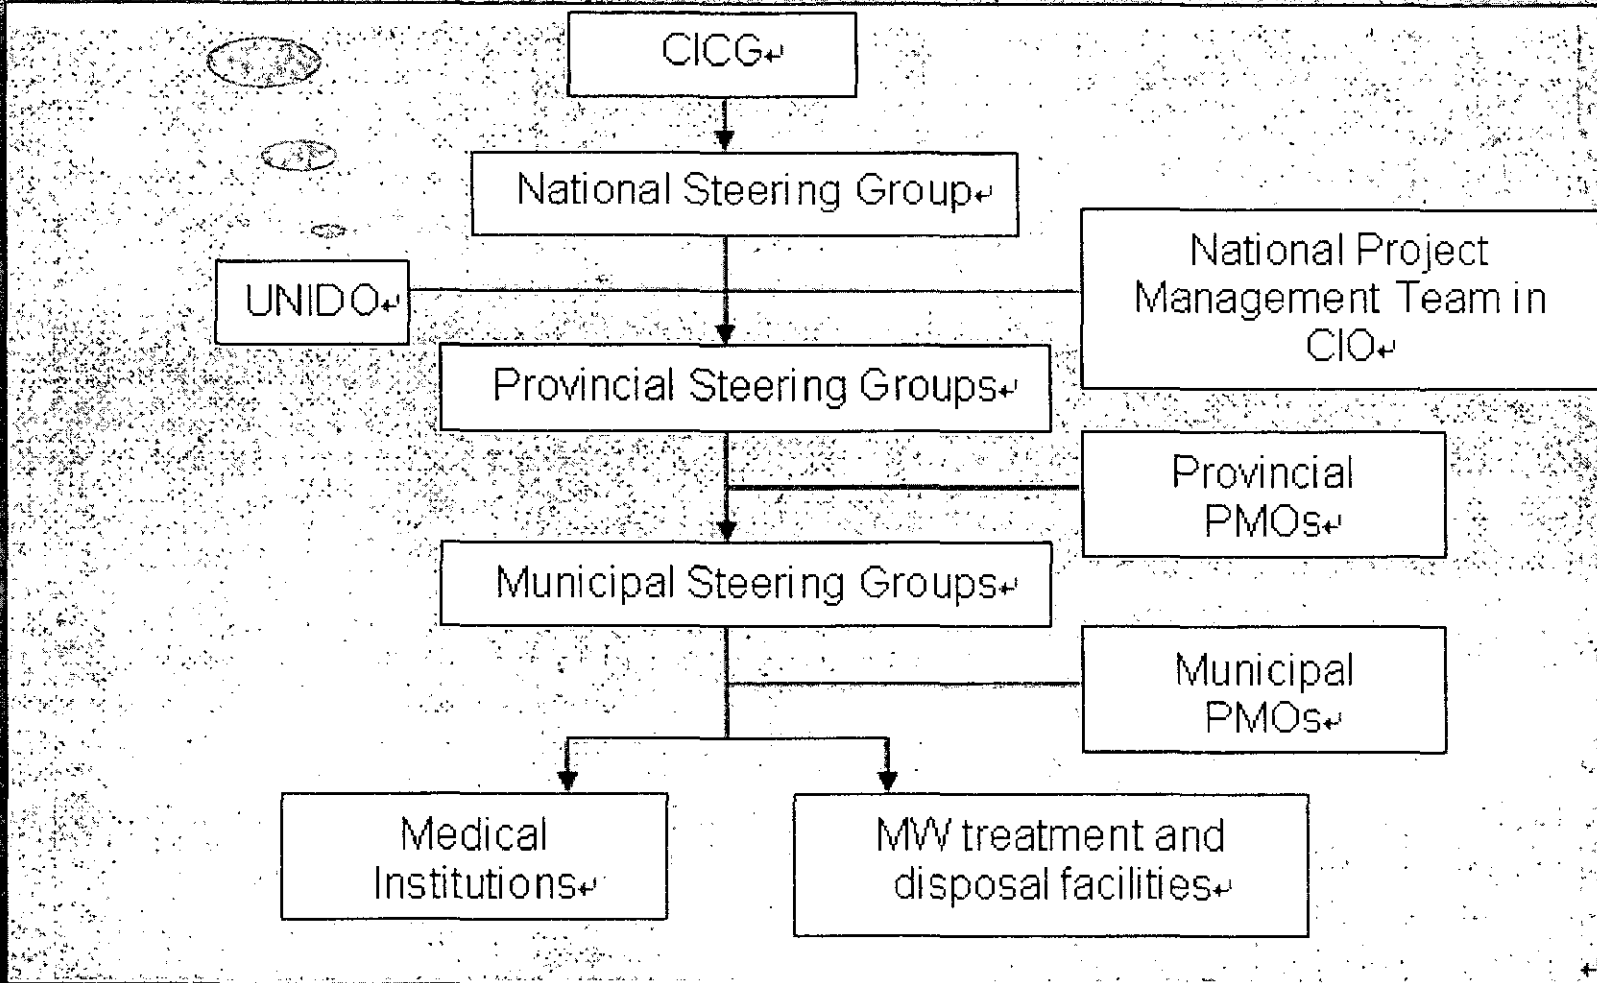 CICG↵
National Steering Group↵
UNIDO↵
National Project
Management Team in
CIO↵
Provincial Steering Groups↵
Provincial
PMOs↵
Municipal Steering Groups↵
Municipal
PMOs↵
Medical
Institutions↵
MW treatment and
disposal facilities↵